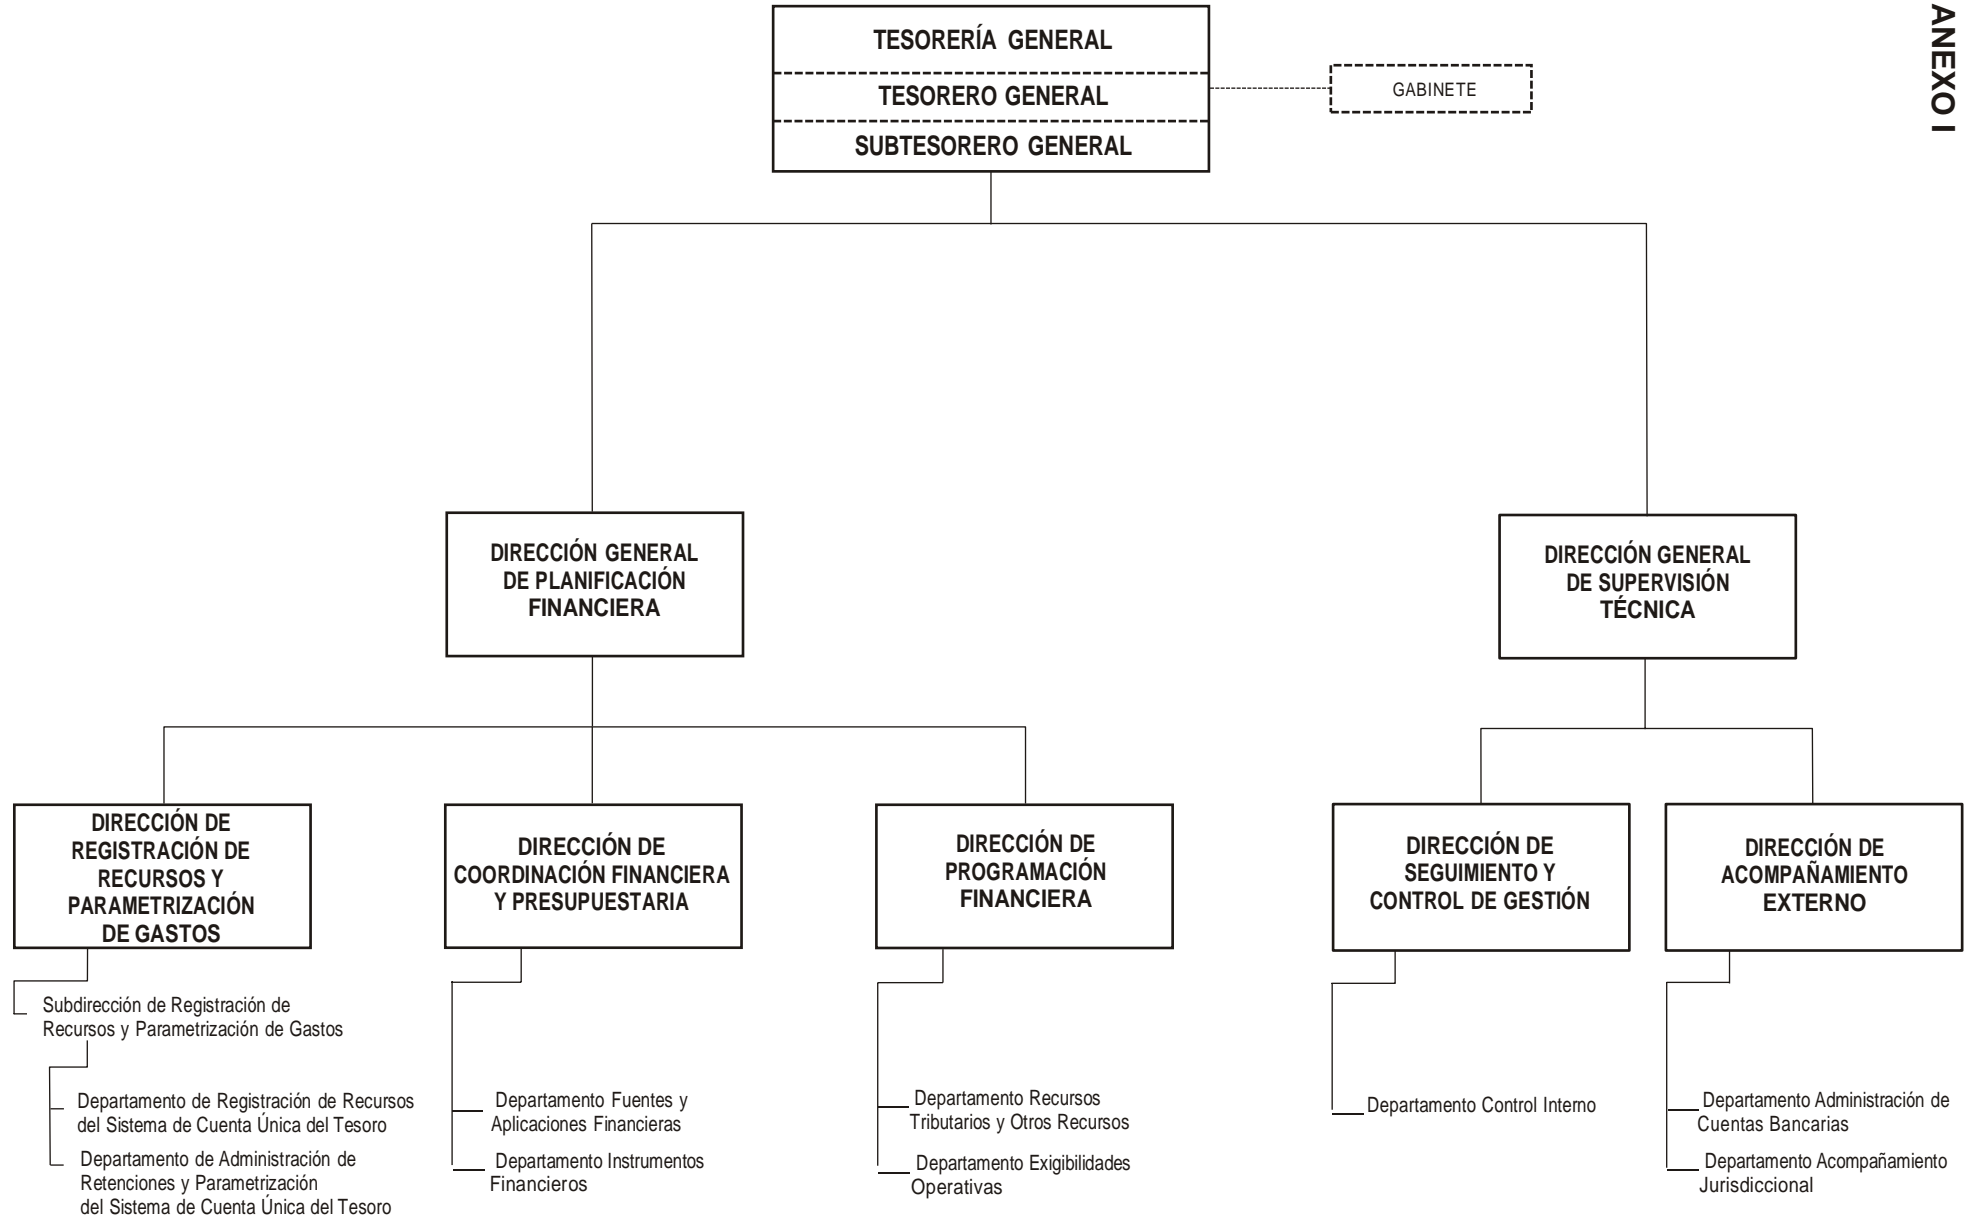 ANEXO I
TESORERÍA GENERAL
TESORERO GENERAL
SUBTESORERO GENERAL
GABINETE
DIRECCIÓN GENERAL
DE PLANIFICACIÓN
FINANCIERA
DIRECCIÓN GENERAL
DE SUPERVISIÓN
TÉCNICA
DIRECCIÓN DE
REGISTRACIÓN DE
RECURSOS Y
PARAMETRIZACIÓN
DE GASTOS
DIRECCIÓN DE
COORDINACIÓN FINANCIERA
Y PRESUPUESTARIA
DIRECCIÓN DE
PROGRAMACIÓN
FINANCIERA
DIRECCIÓN DE
SEGUIMIENTO Y
CONTROL DE GESTIÓN
DIRECCIÓN DE
ACOMPAÑAMIENTO
EXTERNO
Subdirección de Registración de
Recursos y Parametrización de Gastos
Departamento de Registración de Recursos
del Sistema de Cuenta Única del Tesoro
Departamento de Administración de
Retenciones y Parametrización
del Sistema de Cuenta Única del Tesoro
Departamento Fuentes y
Aplicaciones Financieras
Departamento Instrumentos
Financieros
Departamento Recursos
Tributarios y Otros Recursos
Departamento Exigibilidades
Operativas
Departamento Control Interno
Departamento Administración de
Cuentas Bancarias
Departamento Acompañamiento
Jurisdiccional